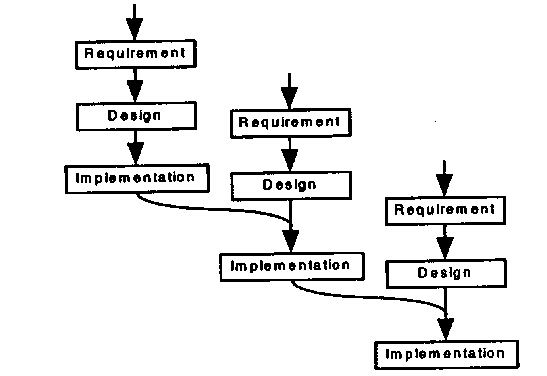 Requirement
Design
Implementation
Requirement
Design
Implementation
Requirement
Design
Implementation